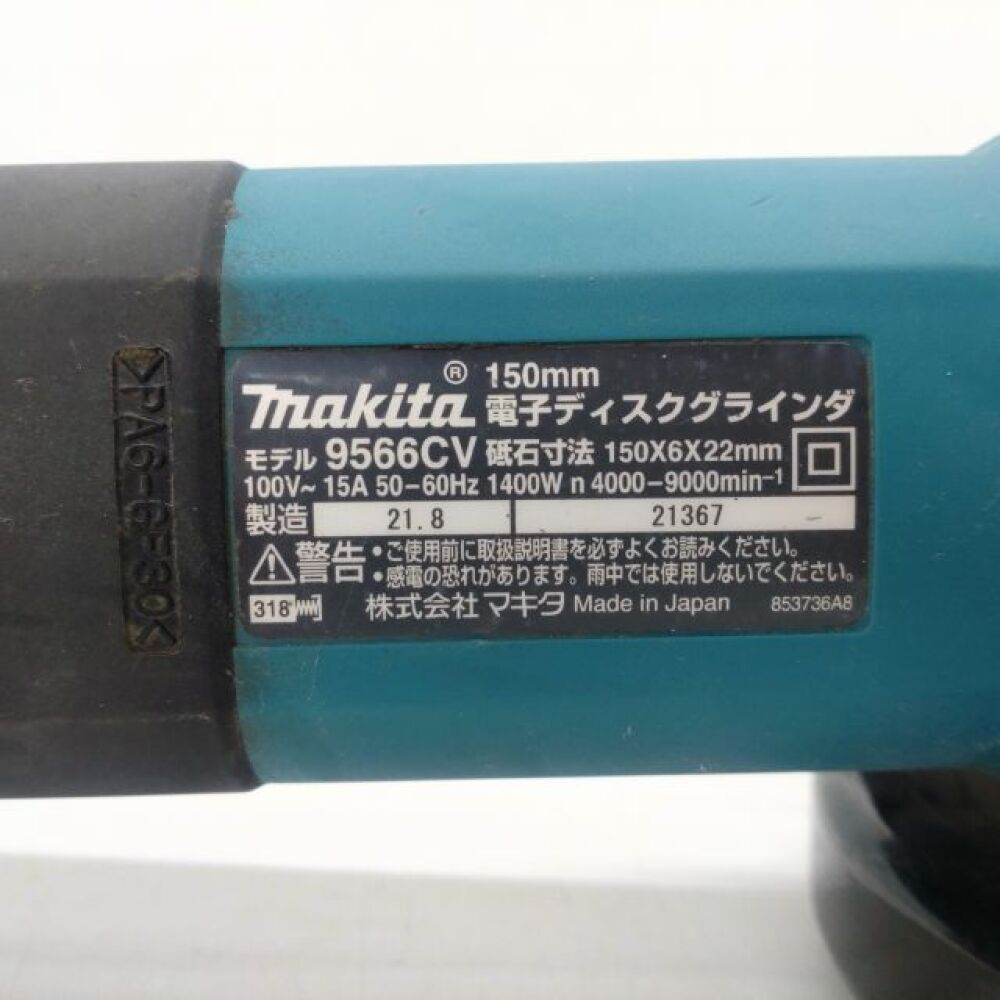 makita® 150mm
電子ディスクグラインダ
モデル 9566CV 砥石寸法 150X6X22mm
100V~ 15A 50-60Hz 1400W n 4000-9000min⁻¹
製造 21.8 21367
警告 •ご使用前に取扱説明書を必ずよくお読みください。
•感電の恐れがあります。雨中では使用しないでください。
318 株式会社 マキタ Made in Japan 853736A8
>PA6-GF30<